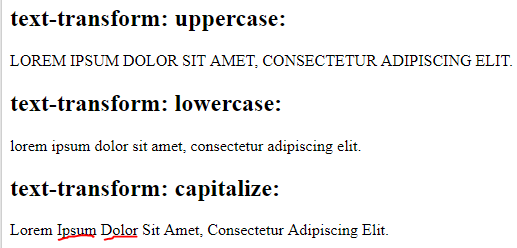 text-transform: uppercase:
LOREM IPSUM DOLOR SIT AMET, CONSECTETUR ADIPISCING ELIT.
text-transform: lowercase:
lorem ipsum dolor sit amet, consectetur adipiscing elit.
text-transform: capitalize:
Lorem Ipsum Dolor Sit Amet, Consectetur Adipiscing Elit.